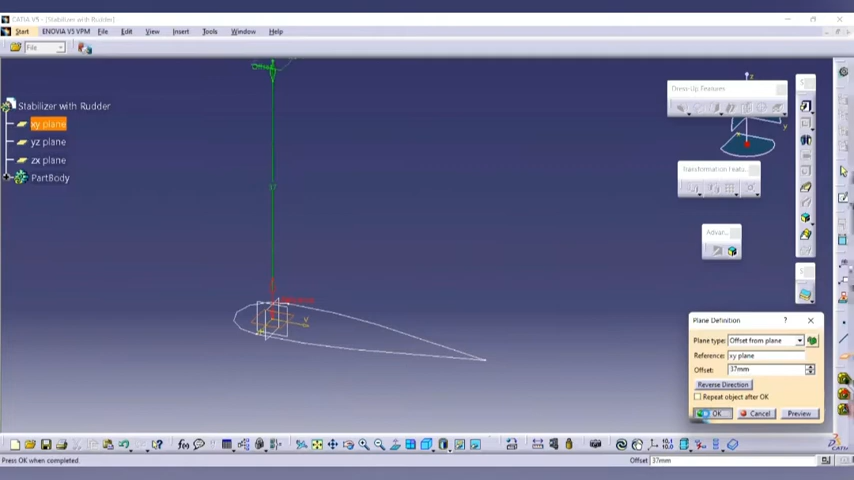 CATIA V5 - [Stabilizer with Rudder]
Start ENOVIA V5 VPM File Edit View Insert Tools Window Help
File
Stabilizer with Rudder
xy plane
yz plane
zx plane
PartBody
Dress-Up Features
z
y
Transformation Featu...
Advan...
37
Plane Definition
? X
Plane type: Offset from plane
Reference: xy plane
Offset: 37mm
Reverse Direction
Repeat object after OK
OK Cancel Preview
f(x)
Press OK when completed.
Offset 37mm